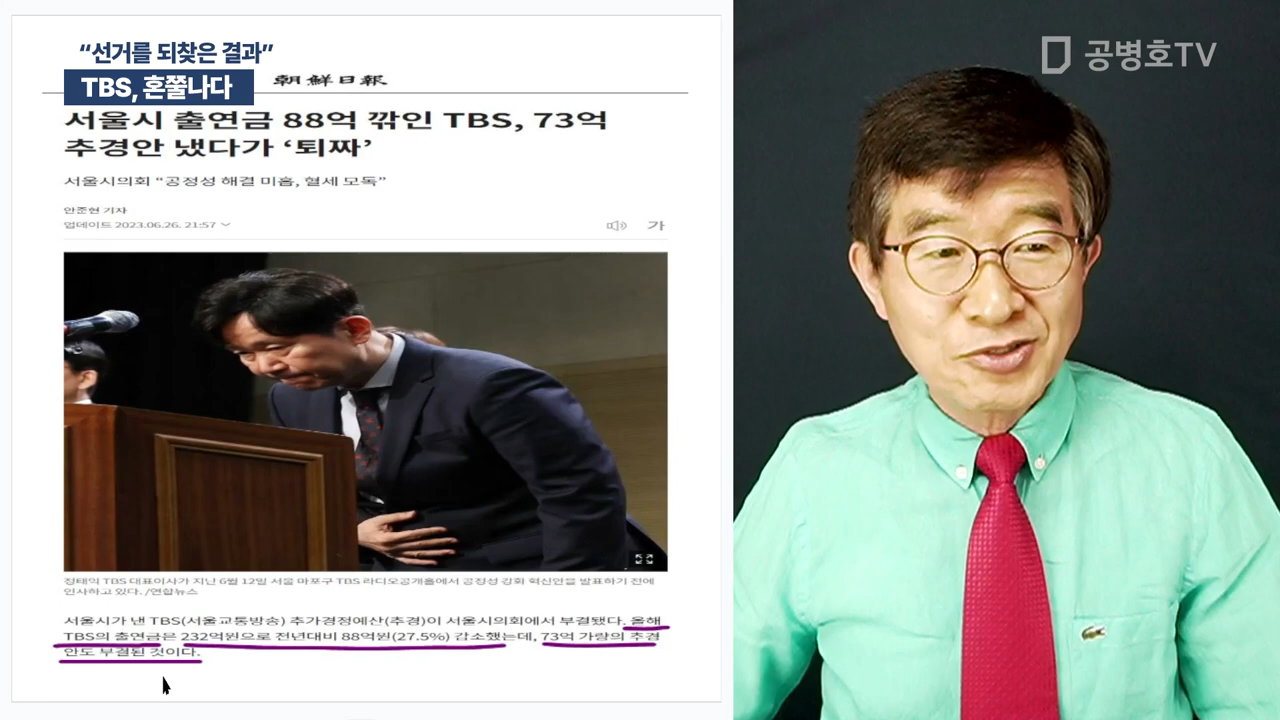 “선거를 되찾은 결과”
TBS, 혼쭐나다
朝鮮日報
서울시 출연금 88억 깎인 TBS, 73억
추경안 냈다가 ‘퇴짜’
서울시의회 “공정성 해결 미흡, 혈세 모독”
안준현 기자
업데이트 2023.06.26. 21:57
가
정태익 TBS 대표이사가 지난 6월 12일 서울 마포구 TBS 라디오공개홀에서 공정성 강화 혁신안을 발표하기 전에
인사하고 있다. /연합뉴스
서울시가 낸 TBS(서울교통방송) 추가경정예산(추경)이 서울시의회에서 부결됐다. 올해
TBS의 출연금은 232억원으로 전년대비 88억원(27.5%) 감소했는데, 73억 가량의 추경
안도 부결된 것이다.
공병호TV